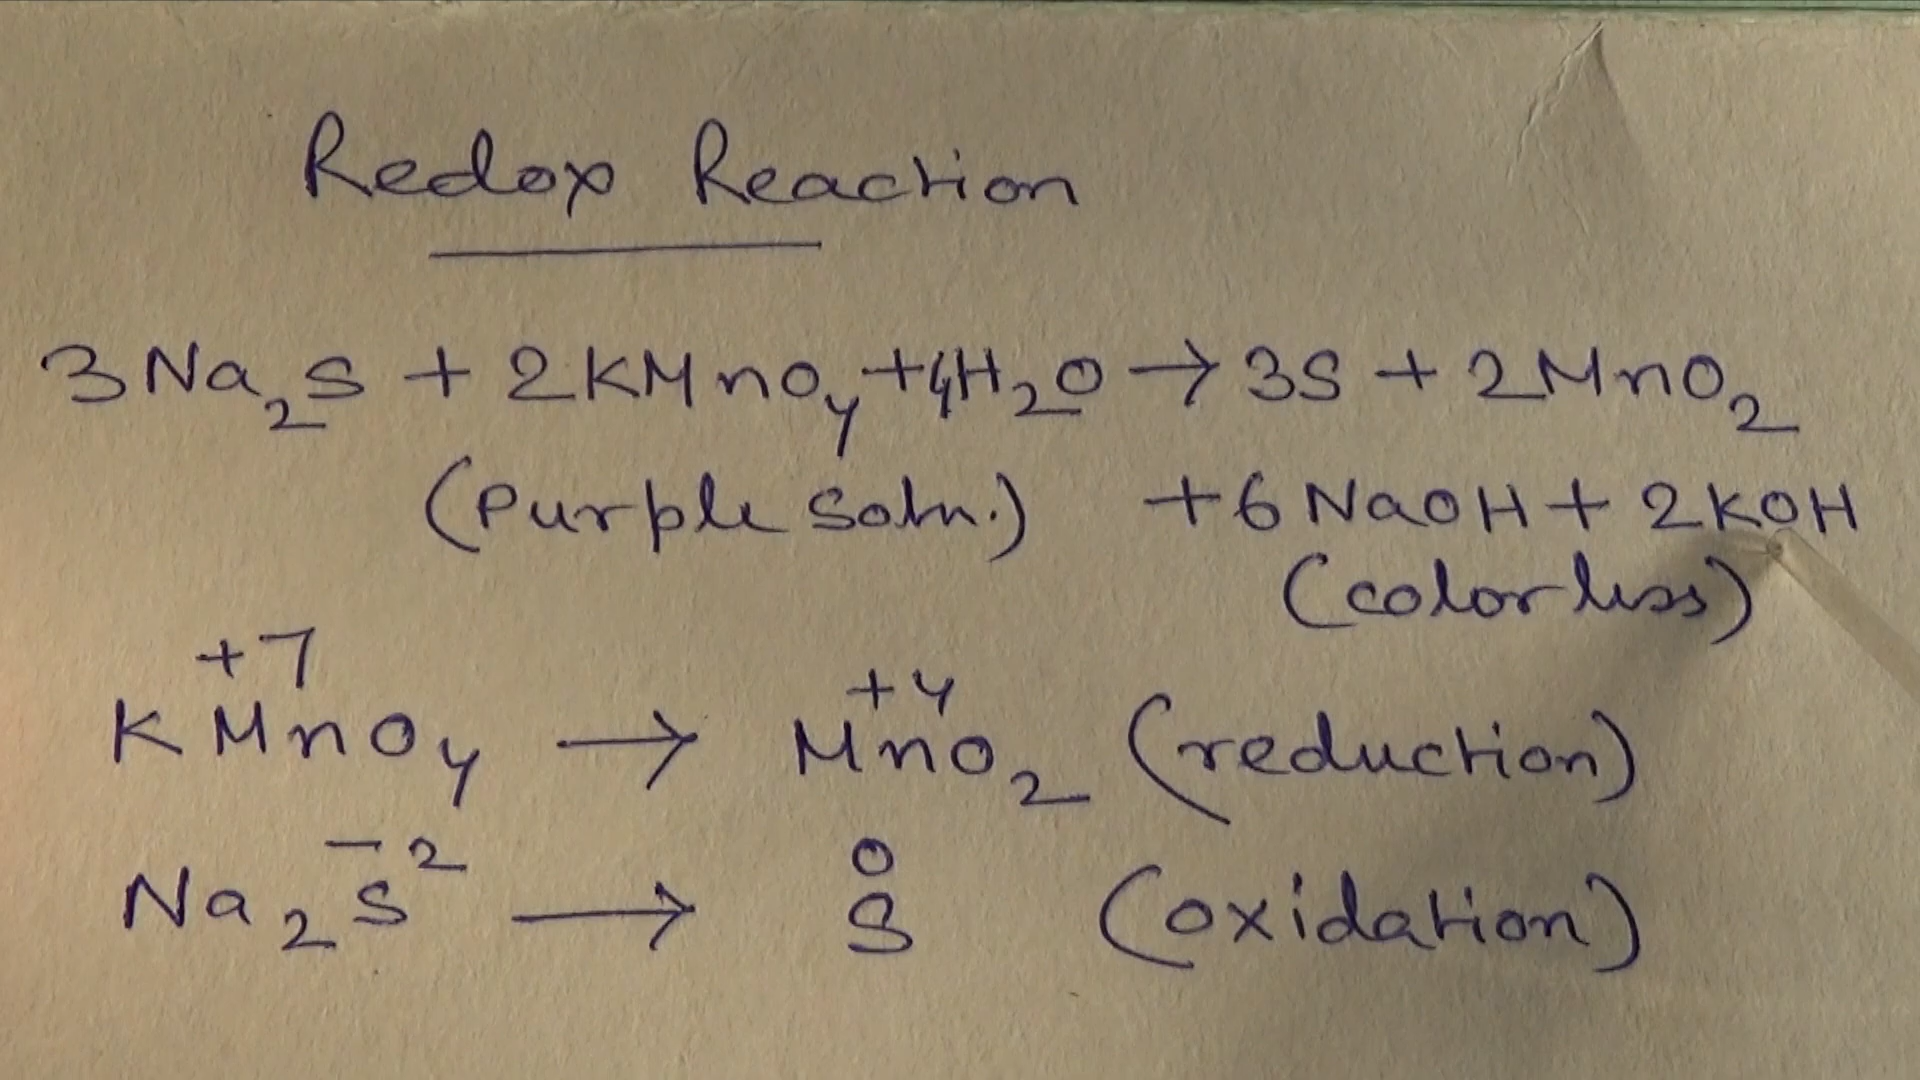 Redox Reaction
3Na₂S + 2KMnO₄ + 4H₂O → 3S + 2MnO₂
(Purple Soln.) + 6NaOH + 2KOH
(colorless)
+7 +4
KMnO₄ → MnO₂ (reduction)
-2 0
Na₂S → S (oxidation)